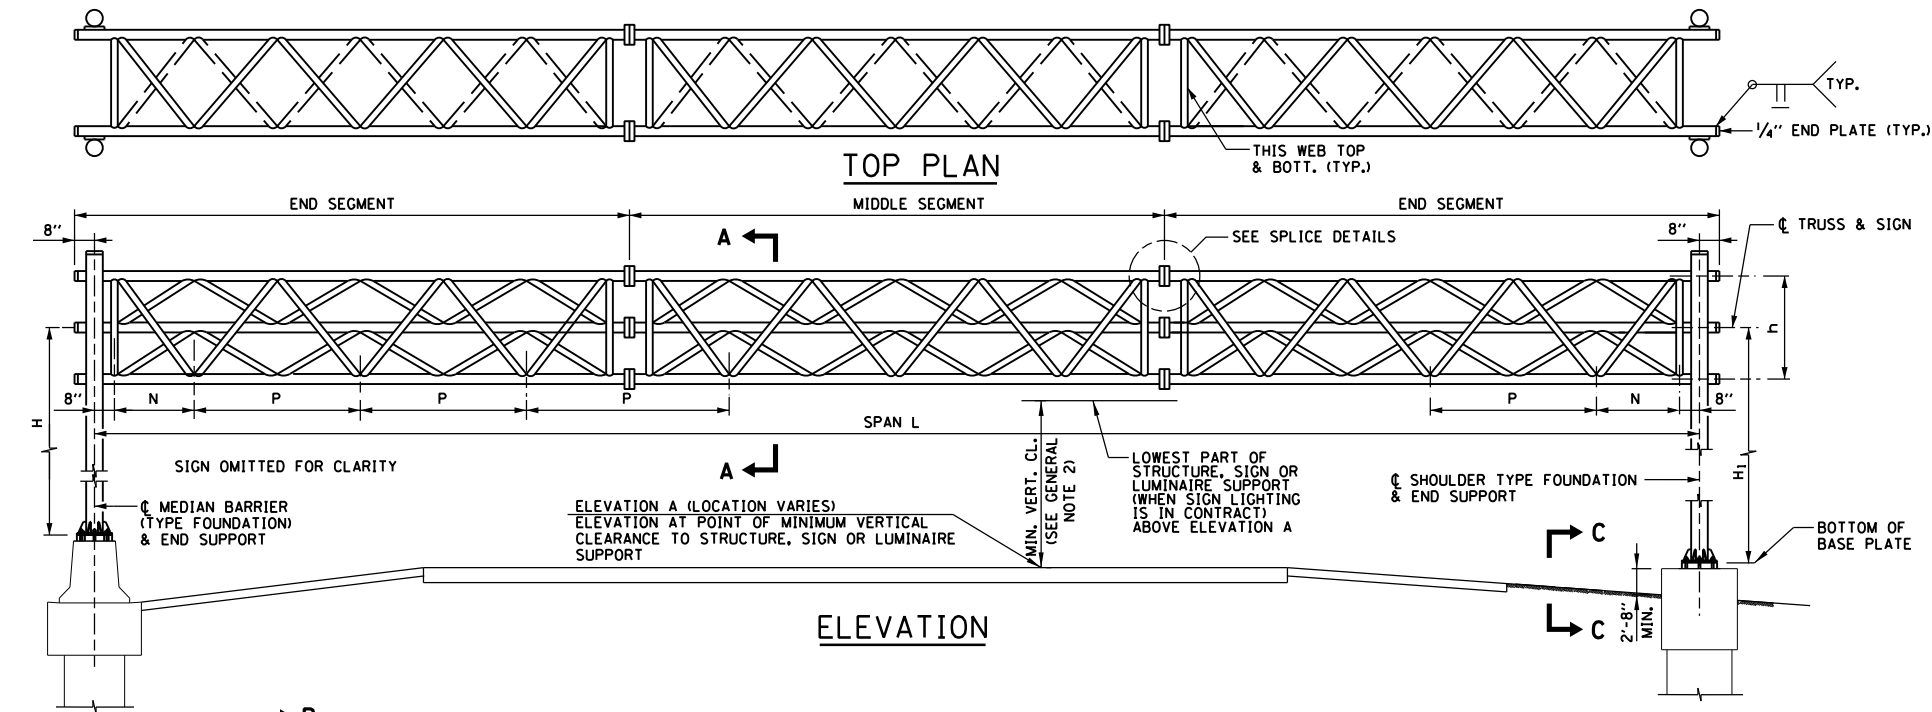 TYP.
1/4'' END PLATE (TYP.)
THIS WEB TOP
& BOTT. (TYP.)
TOP PLAN
END SEGMENT
MIDDLE SEGMENT
END SEGMENT
8''
A
SEE SPLICE DETAILS
8''
℄ TRUSS & SIGN
h
H
8''
N
P
P
P
P
N
8''
SPAN L
H1
SIGN OMITTED FOR CLARITY
A
MIN. VERT. CL.
(SEE GENERAL
NOTE 2)
LOWEST PART OF
STRUCTURE, SIGN OR
LUMINAIRE SUPPORT
(WHEN SIGN LIGHTING
IS IN CONTRACT)
ABOVE ELEVATION A
℄ SHOULDER TYPE FOUNDATION
& END SUPPORT
℄ MEDIAN BARRIER
(TYPE FOUNDATION)
& END SUPPORT
ELEVATION A (LOCATION VARIES)
ELEVATION AT POINT OF MINIMUM VERTICAL
CLEARANCE TO STRUCTURE, SIGN OR LUMINAIRE
SUPPORT
C
BOTTOM OF
BASE PLATE
2'-8''
MIN.
C
ELEVATION